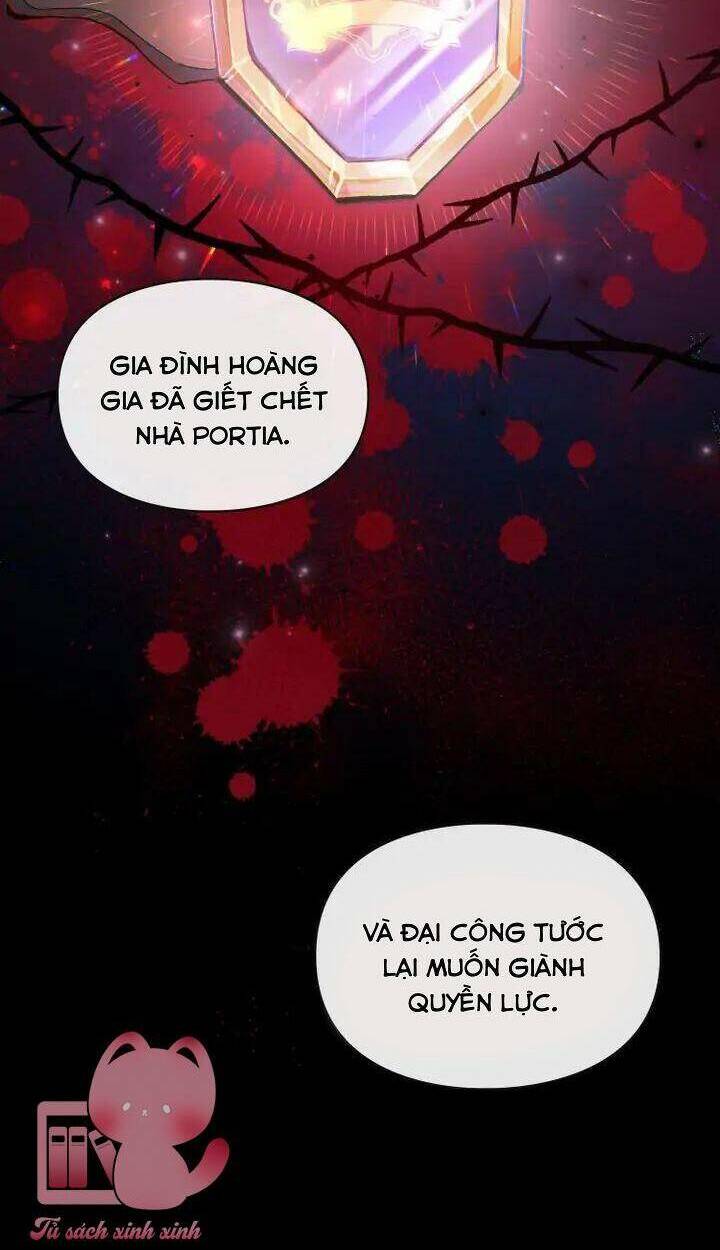 GIA ĐÌNH HOÀNG
GIA ĐÃ GIẾT CHẾT
NHÀ PORTIA.
VÀ ĐẠI CÔNG TƯỚC
LẠI MUỐN GIÀNH
QUYỀN LỰC.
Tủ sách xinh xinh